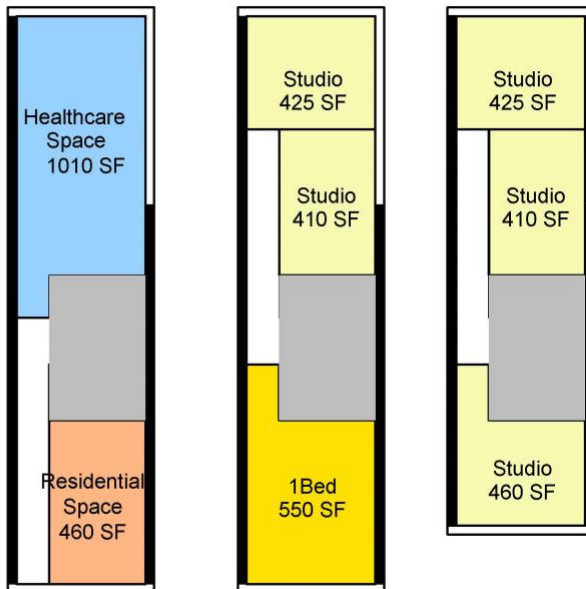 Healthcare
Space
1010 SF
Residential
Space
460 SF
Studio
425 SF
Studio
410 SF
1Bed
550 SF
Studio
425 SF
Studio
410 SF
Studio
460 SF